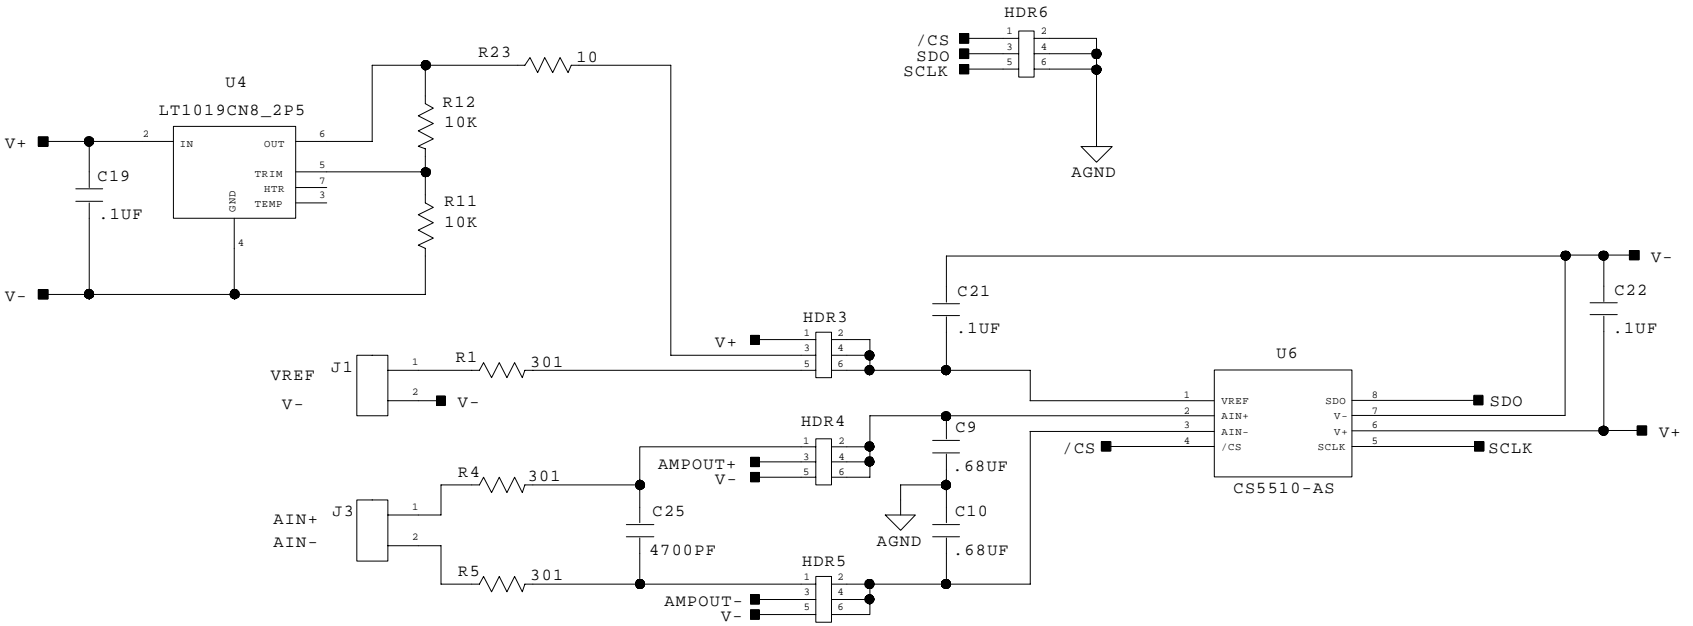 HDR6
/CS 1 2
SDO 3 4
SCLK 5 6
AGND
R23 10
U4
LT1019CN8_2P5
V+ 2 IN OUT 6
TRIM 5
HTR 7
TEMP 3
GND 4
C19
.1UF
V-
R12
10K
R11
10K
V-
C21
.1UF
C22
.1UF
V+
HDR3
V+ 1 2
3 4
5 6
VREF J1 1 R1 301
V- 2 V-
U6
1 VREF SDO 8 SDO
2 AIN+ V- 7
3 AIN- V+ 6
/CS 4 /CS SCLK 5 SCLK
CS5510-AS
HDR4
1 2
AMPOUT+ 3 4
V- 5 6
C9
.68UF
R4 301
J3 1
AIN+
AIN- 2
C25
4700PF
AGND
C10
.68UF
R5 301
HDR5
1 2
AMPOUT- 3 4
V- 5 6